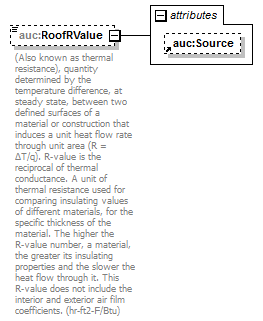 attributes
auc:RoofRValue
auc:Source
(Also known as thermal
resistance), quantity
determined by the
temperature difference, at
steady state, between two
defined surfaces of a
material or construction that
induces a unit heat flow rate
through unit area (R =
ΔT/q). R-value is the
reciprocal of thermal
conductance. A unit of
thermal resistance used for
comparing insulating values
of different materials, for the
specific thickness of the
material. The higher the
R-value number, a material,
the greater its insulating
properties and the slower the
heat flow through it. This
R-value does not include the
interior and exterior air film
coefficients. (hr-ft2-F/Btu)